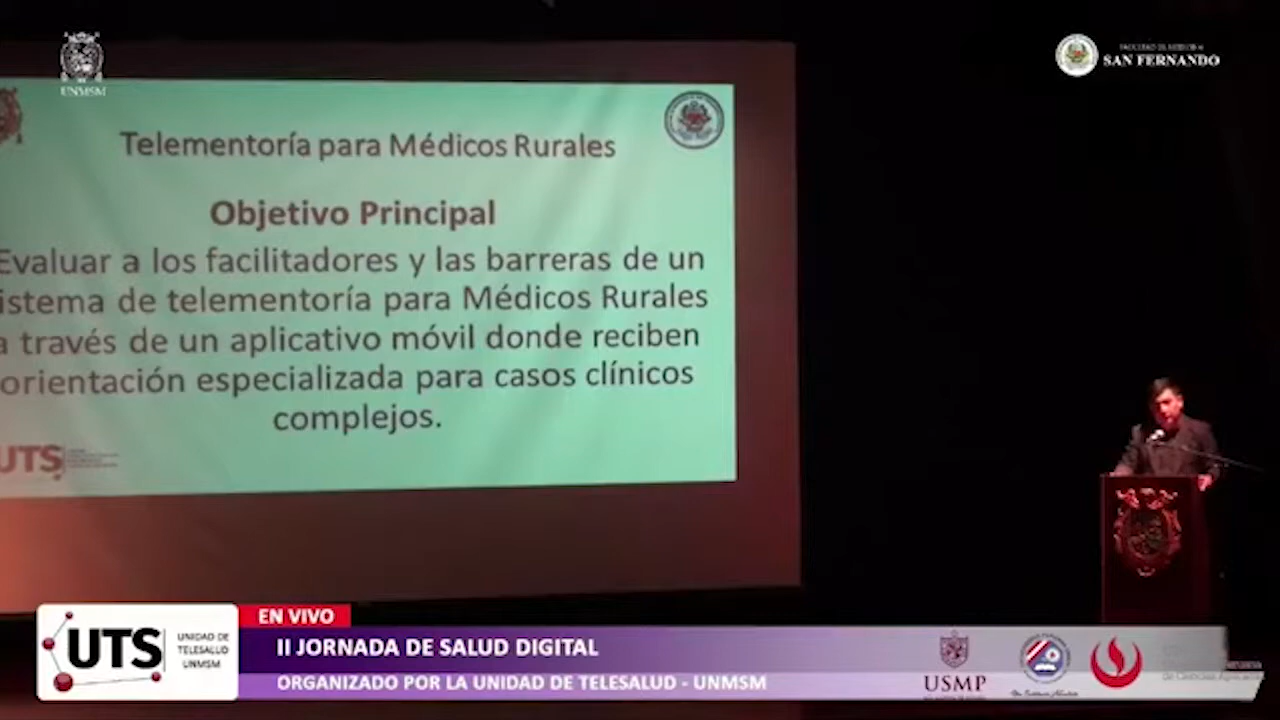 UNMSM
SAN FERNANDO
Telementoría para Médicos Rurales
Objetivo Principal
Evaluar a los facilitadores y las barreras de un
istema de telementoría para Médicos Rurales
a través de un aplicativo móvil donde reciben
orientación especializada para casos clínicos
complejos.
UTS
EN VIVO
UTS
UNIDAD DE
TELESALUD
UNMSM
II JORNADA DE SALUD DIGITAL
ORGANIZADO POR LA UNIDAD DE TELESALUD - UNMSM
USMP